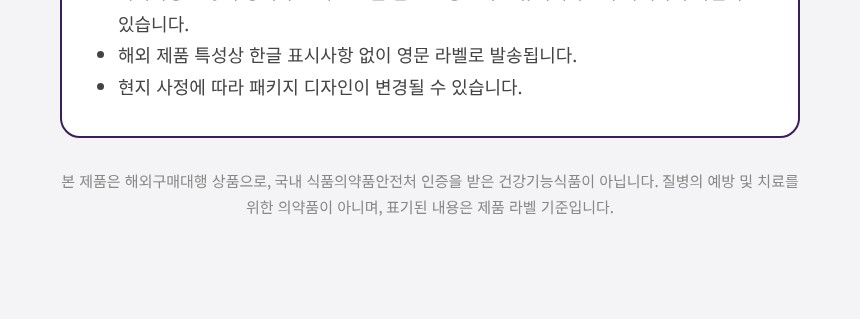 있습니다.
해외 제품 특성상 한글 표시사항 없이 영문 라벨로 발송됩니다.
현지 사정에 따라 패키지 디자인이 변경될 수 있습니다.
본 제품은 해외구매대행 상품으로, 국내 식품의약품안전처 인증을 받은 건강기능식품이 아닙니다. 질병의 예방 및 치료를
위한 의약품이 아니며, 표기된 내용은 제품 라벨 기준입니다.